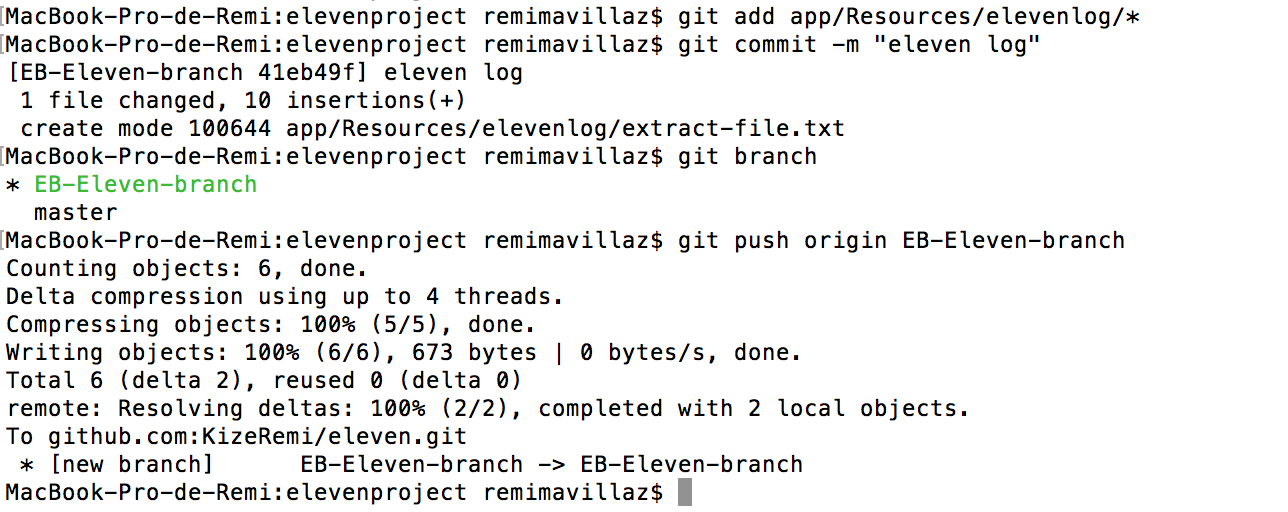 [MacBook-Pro-de-Remi:elevenproject remimavillaz$ git add app/Resources/elevenlog/*
[MacBook-Pro-de-Remi:elevenproject remimavillaz$ git commit -m "eleven log"
[EB-Eleven-branch 41eb49f] eleven log
 1 file changed, 10 insertions(+)
 create mode 100644 app/Resources/elevenlog/extract-file.txt
[MacBook-Pro-de-Remi:elevenproject remimavillaz$ git branch
* EB-Eleven-branch
  master
[MacBook-Pro-de-Remi:elevenproject remimavillaz$ git push origin EB-Eleven-branch
Counting objects: 6, done.
Delta compression using up to 4 threads.
Compressing objects: 100% (5/5), done.
Writing objects: 100% (6/6), 673 bytes | 0 bytes/s, done.
Total 6 (delta 2), reused 0 (delta 0)
remote: Resolving deltas: 100% (2/2), completed with 2 local objects.
To github.com:KizeRemi/eleven.git
 * [new branch]      EB-Eleven-branch -> EB-Eleven-branch
MacBook-Pro-de-Remi:elevenproject remimavillaz$